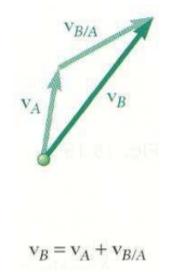 v_{B/A}
v_A
v_B
v_B = v_A + v_{B/A}